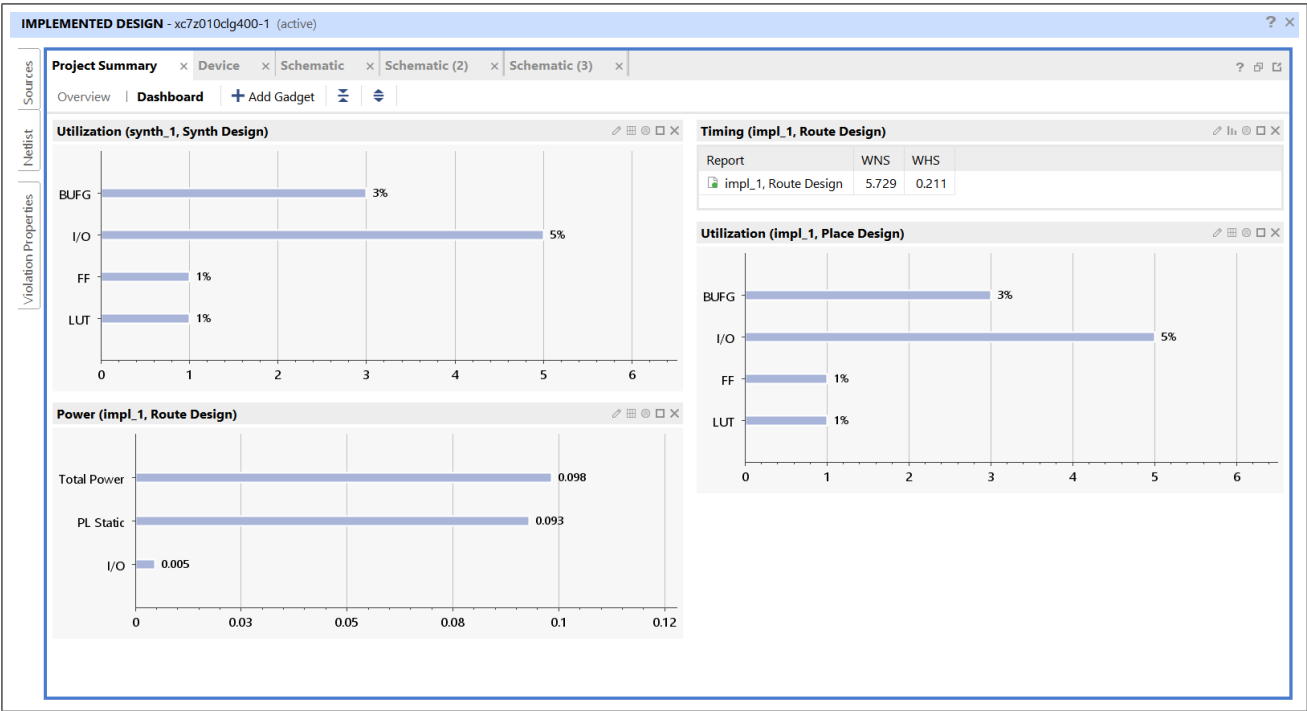 IMPLEMENTED DESIGN - xc7z010clg400-1 (active)
? ×
Sources
Netlist
Violation Properties
Project Summary × Device × Schematic × Schematic (2) × Schematic (3) ×
?
Overview | Dashboard + Add Gadget
Utilization (synth_1, Synth Design)
BUFG 3%
I/O 5%
FF 1%
LUT 1%
0 1 2 3 4 5 6
Power (impl_1, Route Design)
Total Power 0.098
PL Static 0.093
I/O 0.005
0 0.03 0.05 0.08 0.1 0.12
Timing (impl_1, Route Design)
Report WNS WHS
impl_1, Route Design 5.729 0.211
Utilization (impl_1, Place Design)
BUFG 3%
I/O 5%
FF 1%
LUT 1%
0 1 2 3 4 5 6